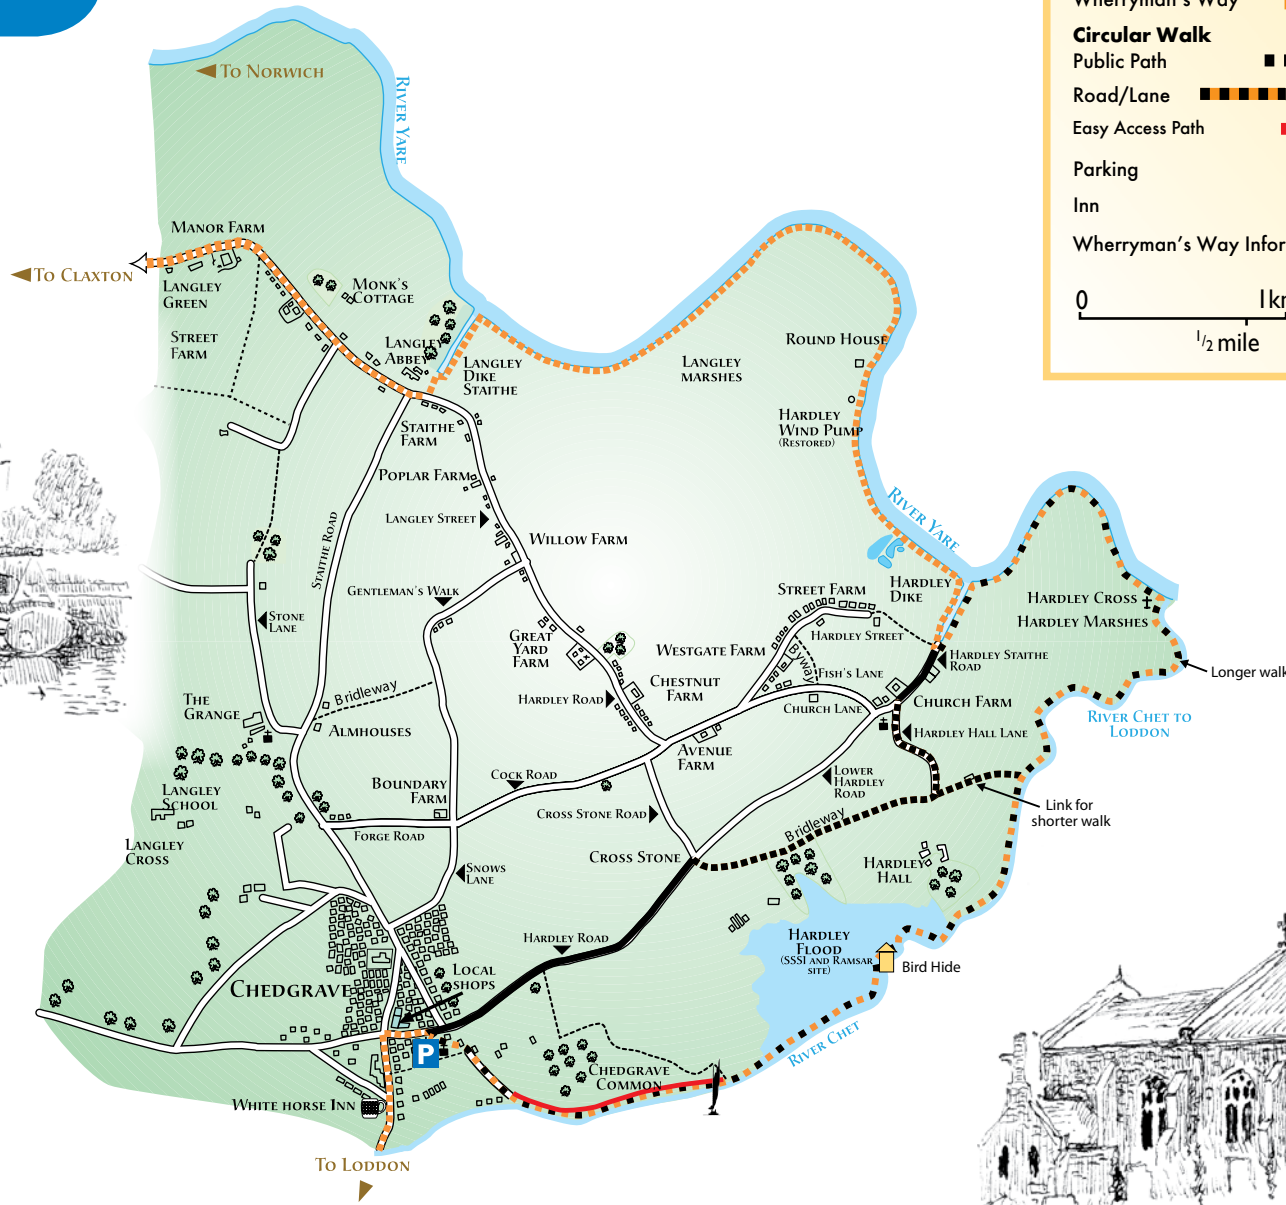 Wherryman's Way
Circular Walk
Public Path
Road/Lane
Easy Access Path
Parking
Inn
Wherryman's Way Infor
0
1km
1/2 mile
To Norwich
River Yare
Manor Farm
To Claxton
Langley
Green
Monk's
Cottage
Street
Farm
Langley
Abbey
Langley
Dike
Staithe
Langley
Marshes
Round House
Hardley
Wind Pump
(Restored)
Staithe
Farm
Poplar Farm
Langley Street
Willow Farm
Staithe Road
River Yare
Gentleman's Walk
Stone
Lane
Great
Yard
Farm
Street Farm
Hardley
Dike
Hardley Street
Hardley Cross
Hardley Marshes
Westgate Farm
Byway
Fish's Lane
Hardley Staithe
Road
Longer walk
Bridleway
Chestnut
Farm
Hardley Road
Church Lane
Church Farm
The
Grange
Almhouses
Hardley Hall Lane
River Chet to
Loddon
Avenue
Farm
Cock Road
Lower
Hardley
Road
Boundary
Farm
Langley
School
Cross Stone Road
Bridleway
Link for
shorter walk
Forge Road
Langley
Cross
Cross Stone
Snows
Lane
Hardley
Hall
Hardley Road
Hardley
Flood
(SSSI and Ramsar
site)
Bird Hide
Local
shops
Chedgrave
P
River Chet
Chedgrave
Common
White Horse Inn
To Loddon